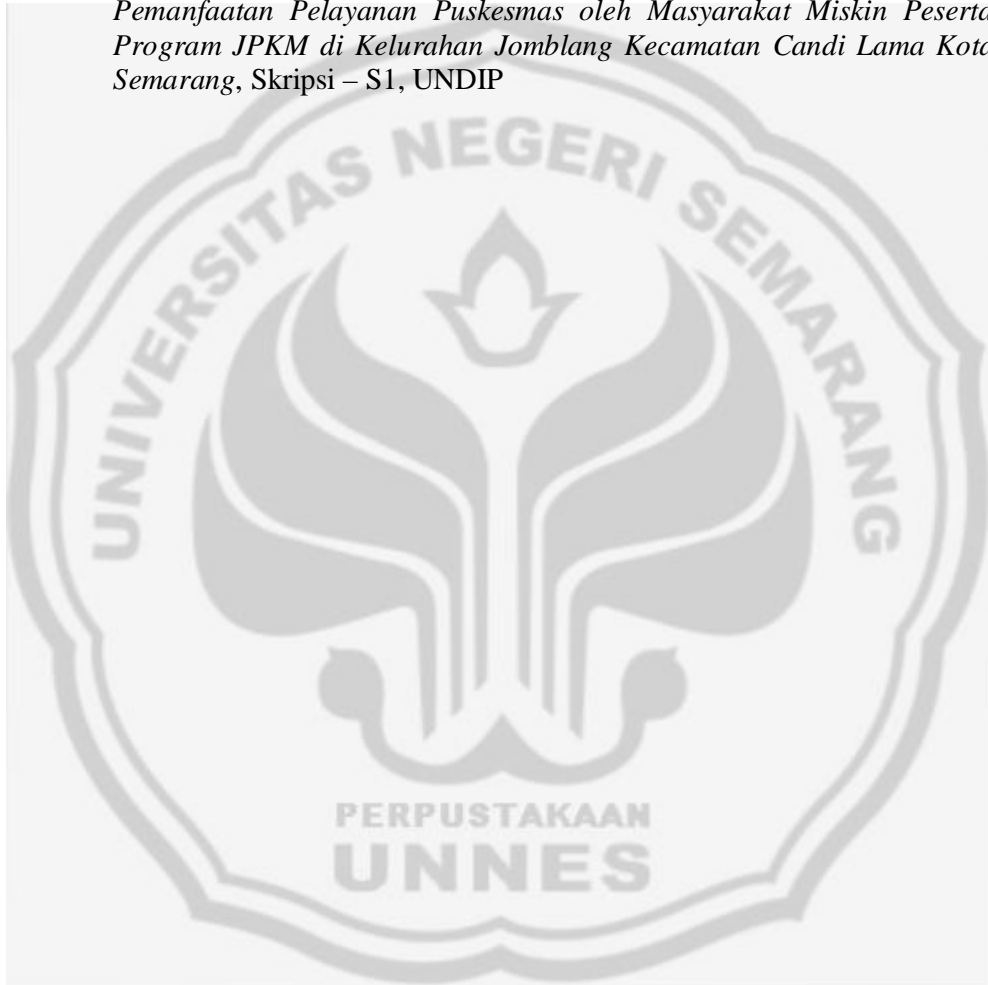 Pemanfaatan Pelayanan Puskesmas oleh Masyarakat Miskin Peserta
Program JPKM di Kelurahan Jomblang Kecamatan Candi Lama Kota
Semarang, Skripsi – S1, UNDIP
UNIVERSITAS NEGERI SEMARANG
PERPUSTAKAAN
UNNES